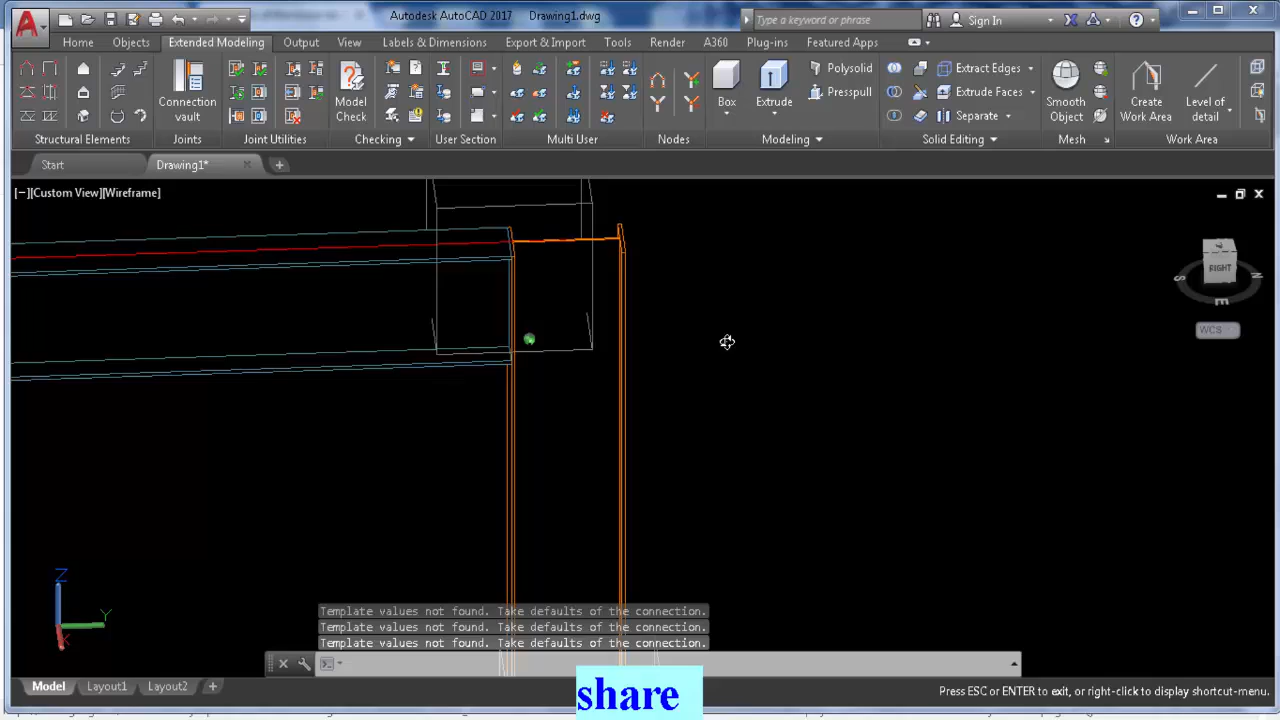 Autodesk AutoCAD 2017 Drawing1.dwg
Type a keyword or phrase
Sign In
Home Objects Extended Modeling Output View Labels & Dimensions Export & Import Tools Render A360 Plug-ins Featured Apps
Connection vault
Model Check
Box
Extrude
Polysolid
Presspull
Extract Edges
Extrude Faces
Separate
Smooth Object
Create Work Area
Level of detail
Structural Elements Joints Joint Utilities Checking User Section Multi User Nodes Modeling Solid Editing Mesh Work Area
Start Drawing1*
[−][Custom View][Wireframe]
RIGHT
S
N
E
WCS
Z
Y
X
Template values not found. Take defaults of the connection.
Template values not found. Take defaults of the connection.
Template values not found. Take defaults of the connection.
Model Layout1 Layout2
Press ESC or ENTER to exit, or right-click to display shortcut-menu.
share